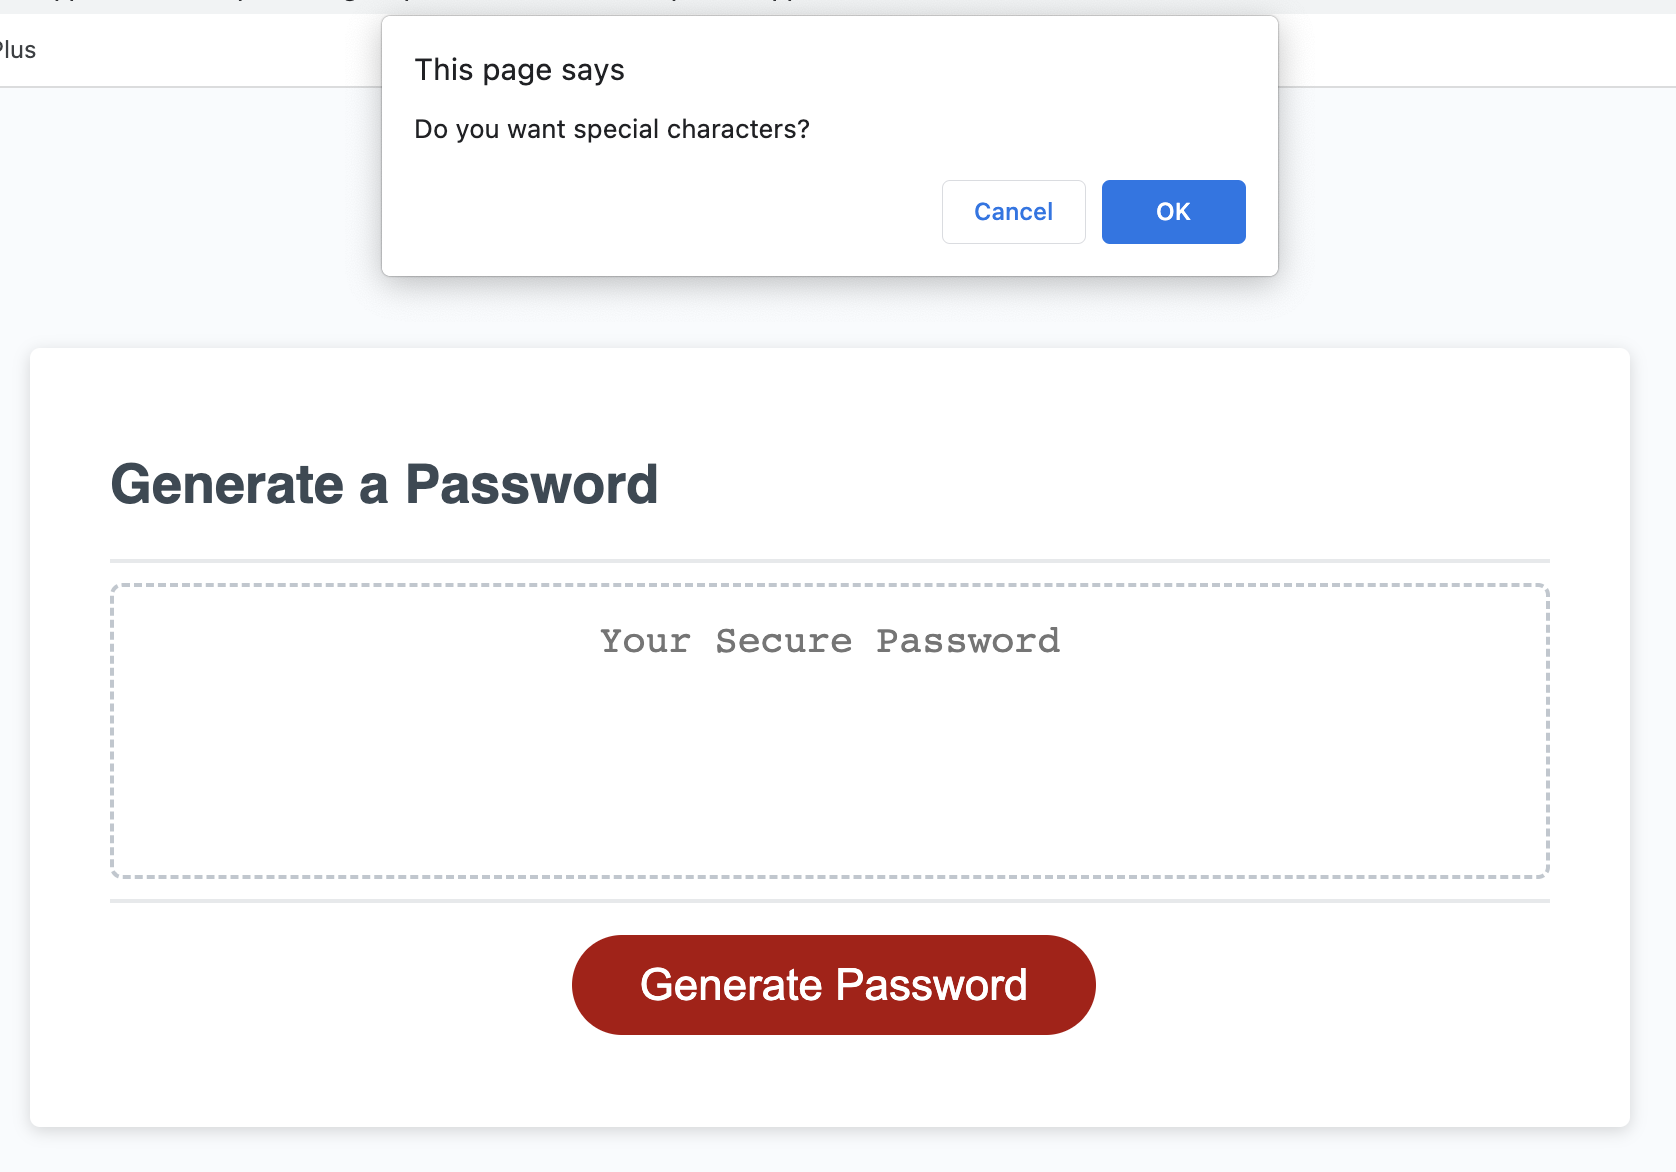 Plus
This page says
Do you want special characters?
Cancel
OK
Generate a Password
Your Secure Password
Generate Password